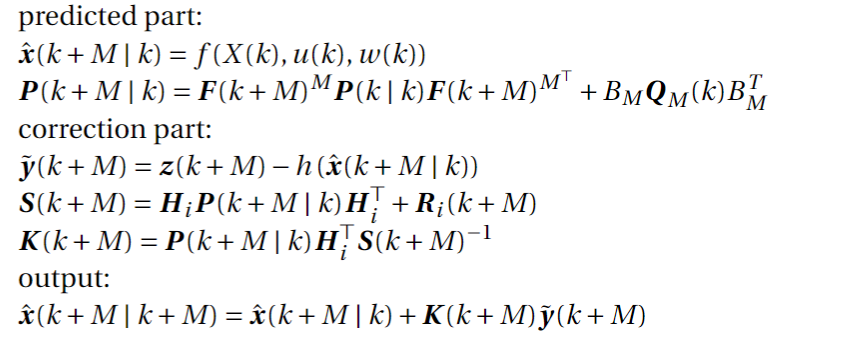 predicted part:
x̂(k + M | k) = f(X(k), u(k), w(k))
P(k + M | k) = F(k + M)^M P(k | k)F(k + M)^{M^⊤} + B_M Q_M(k)B_M^T
correction part:
ỹ(k + M) = z(k + M) − h(x̂(k + M | k))
S(k + M) = H_i P(k + M | k)H_i^⊤ + R_i(k + M)
K(k + M) = P(k + M | k)H_i^⊤ S(k + M)^{−1}
output:
x̂(k + M | k + M) = x̂(k + M | k) + K(k + M)ỹ(k + M)